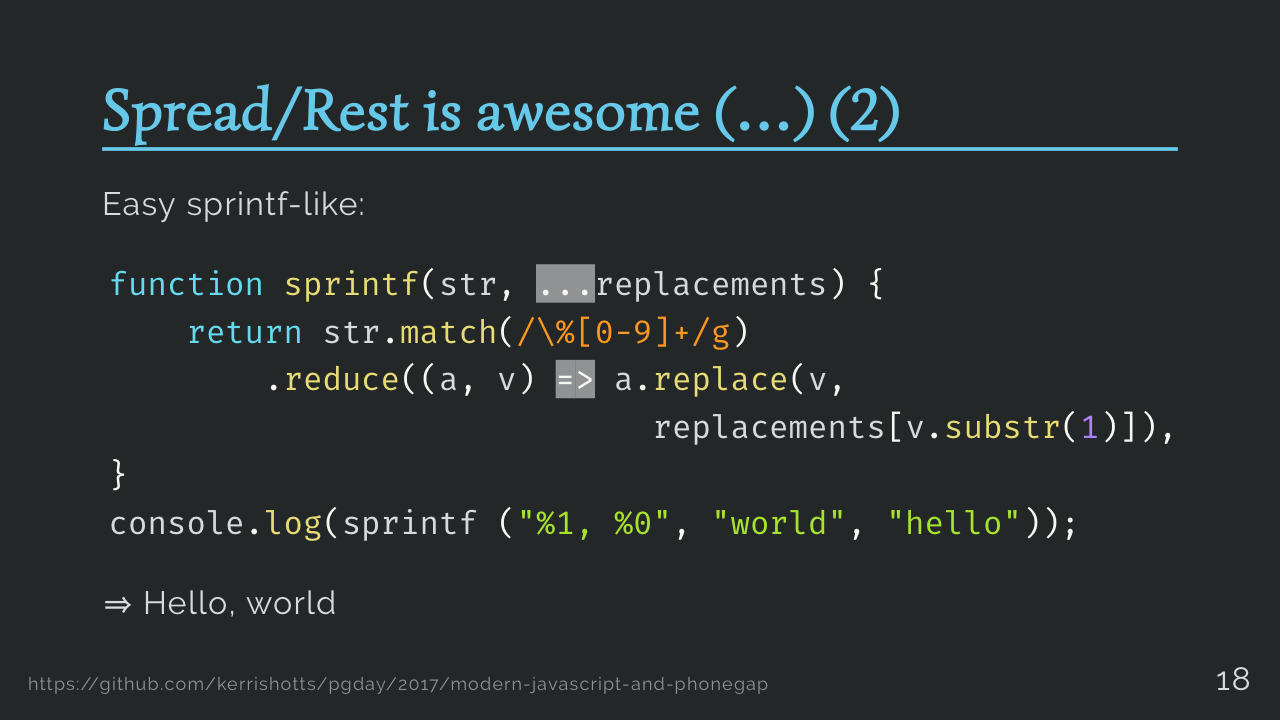 Spread/Rest is awesome (…) (2)
Easy sprintf-like:
function sprintf(str, ...replacements) {
    return str.match(/\%[0-9]+/g)
        .reduce((a, v) => a.replace(v,
                            replacements[v.substr(1)]),
}
console.log(sprintf ("%1, %0", "world", "hello"));
⇒ Hello, world
https://github.com/kerrishotts/pgday/2017/modern-javascript-and-phonegap
18